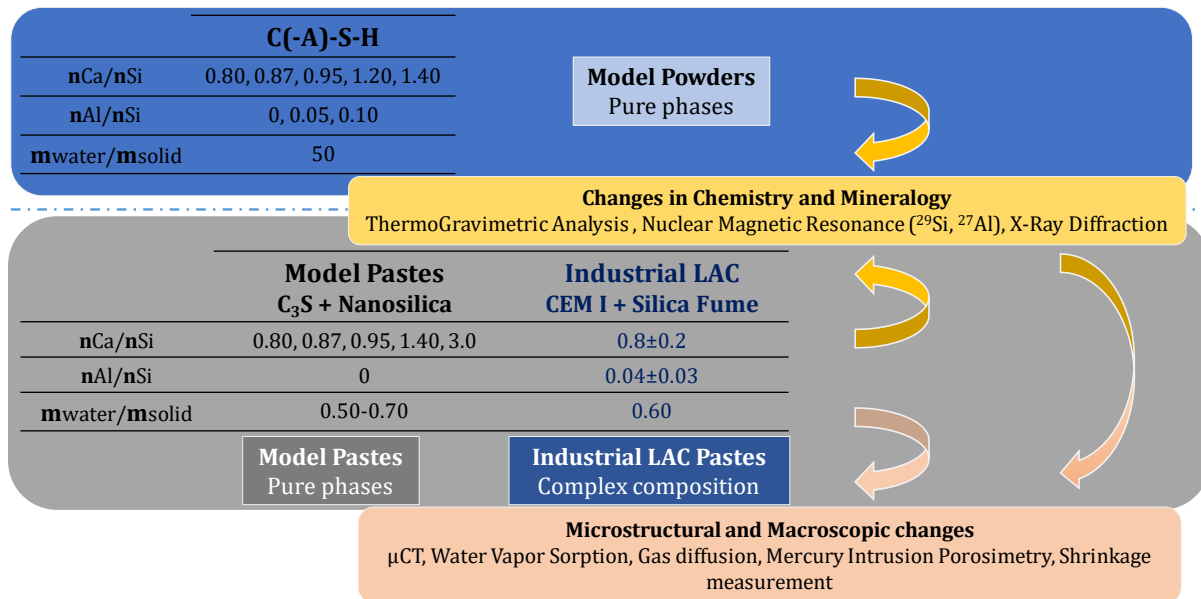 C(-A)-S-H
nCa/nSi 0.80, 0.87, 0.95, 1.20, 1.40
nAl/nSi 0, 0.05, 0.10
mwater/msolid 50
Model Powders
Pure phases
Changes in Chemistry and Mineralogy
ThermoGravimetric Analysis , Nuclear Magnetic Resonance (²⁹Si, ²⁷Al), X-Ray Diffraction
Model Pastes Industrial LAC
C₃S + Nanosilica CEM I + Silica Fume
nCa/nSi 0.80, 0.87, 0.95, 1.40, 3.0 0.8±0.2
nAl/nSi 0 0.04±0.03
mwater/msolid 0.50-0.70 0.60
Model Pastes
Pure phases
Industrial LAC Pastes
Complex composition
Microstructural and Macroscopic changes
µCT, Water Vapor Sorption, Gas diffusion, Mercury Intrusion Porosimetry, Shrinkage
measurement